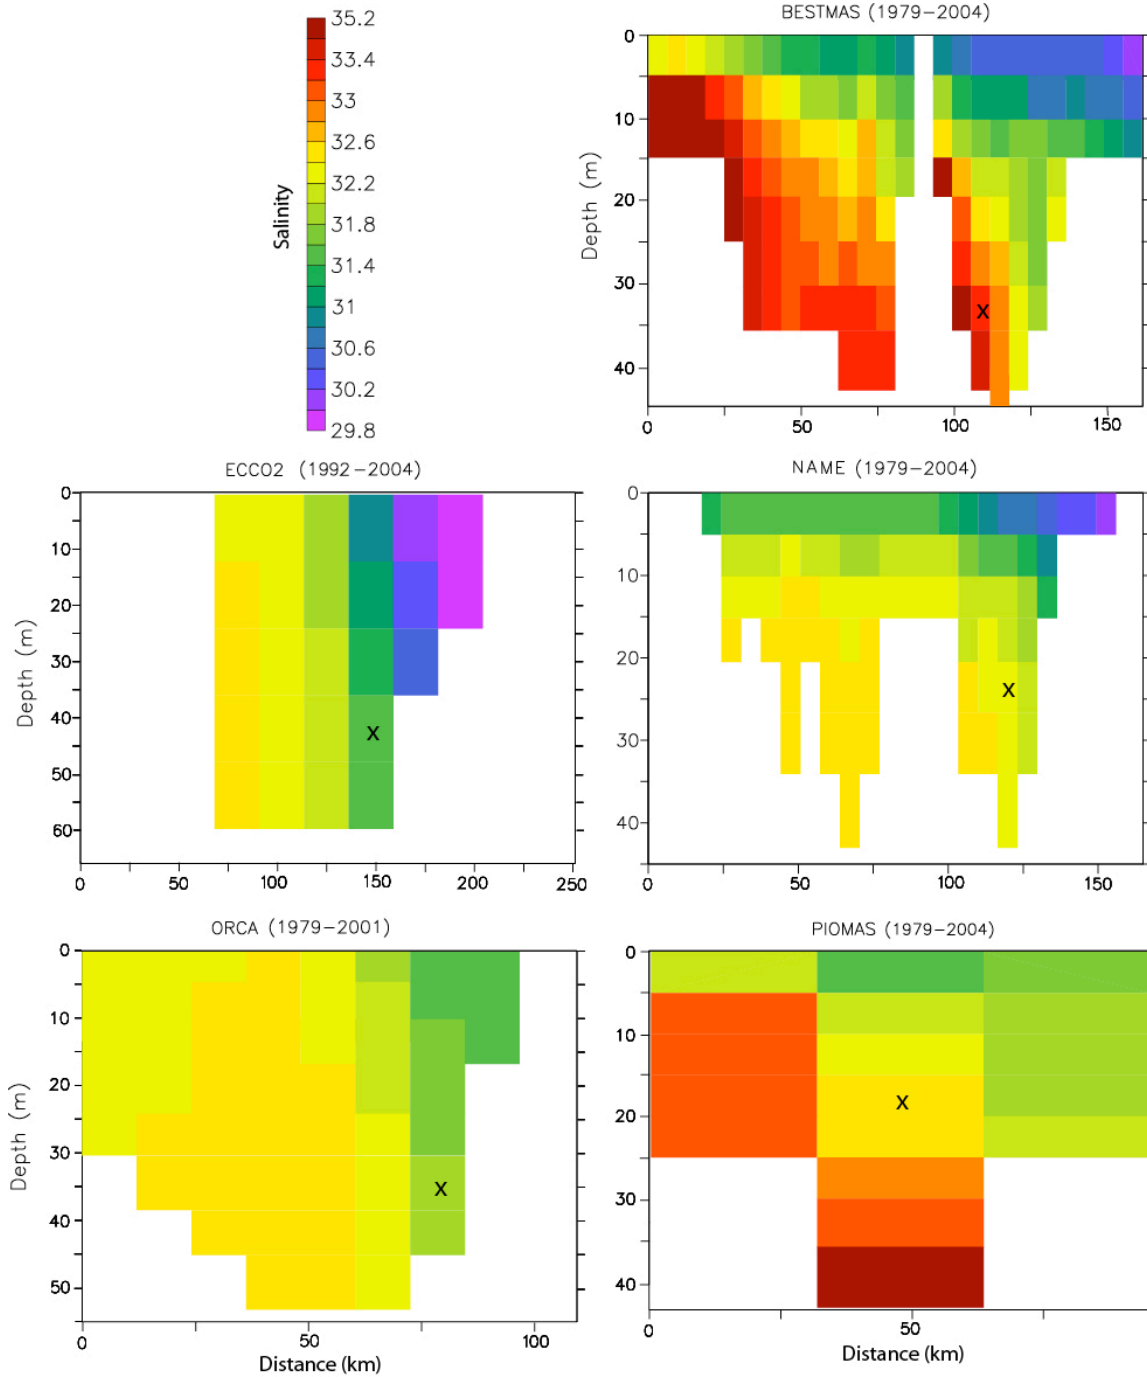 35.2
33.4
33
32.6
32.2
31.8
31.4
31
30.6
30.2
29.8
Salinity
BESTMAS (1979–2004)
0
10
20
30
40
Depth (m)
x
0 50 100 150
ECCO2 (1992–2004)
0
10
20
30
40
50
60
Depth (m)
x
0 50 100 150 200 250
NAME (1979–2004)
0
10
20
30
40
Depth (m)
x
0 50 100 150
ORCA (1979–2001)
0
10
20
30
40
50
Depth (m)
x
0 50 100
Distance (km)
PIOMAS (1979–2004)
0
10
20
30
40
x
0 50
Distance (km)